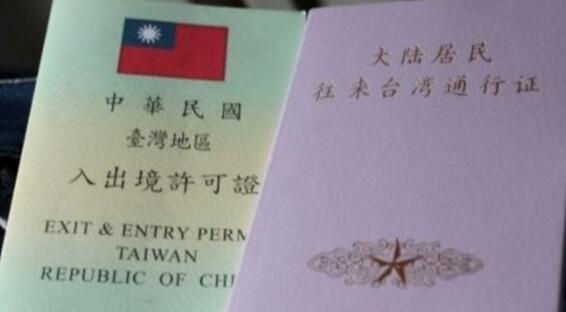 中華民國
臺灣地區
入出境許可證
EXIT & ENTRY PERM
TAIWAN
REPUBLIC OF CH
大陆居民
往来台湾通行证